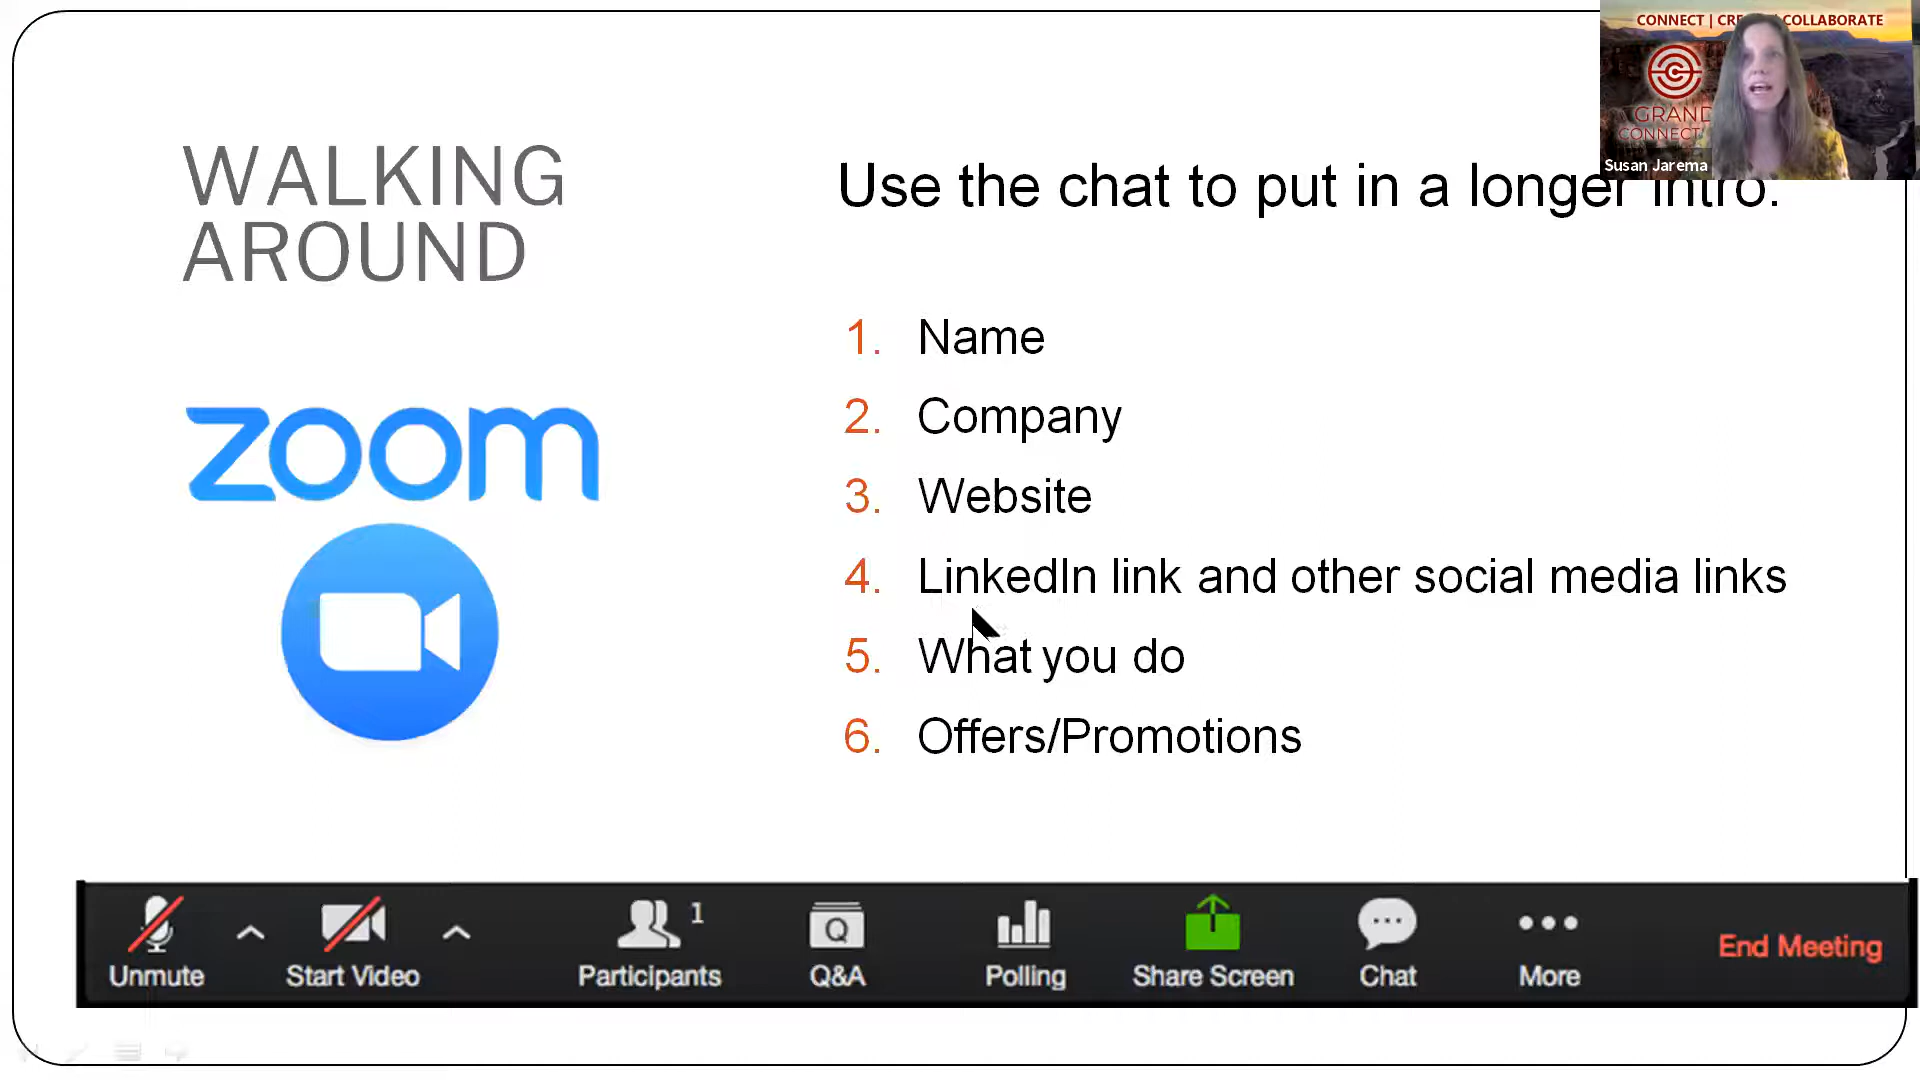 CONNECT | CRE COLLABORATE
GRAND
CONNECT
Susan Jarema
WALKING
AROUND
zoom
Use the chat to put in a longer intro.
1. Name
2. Company
3. Website
4. LinkedIn link and other social media links
5. What you do
6. Offers/Promotions
1
Unmute
Start Video
Participants
Q
Q&A
Polling
Share Screen
Chat
More
End Meeting